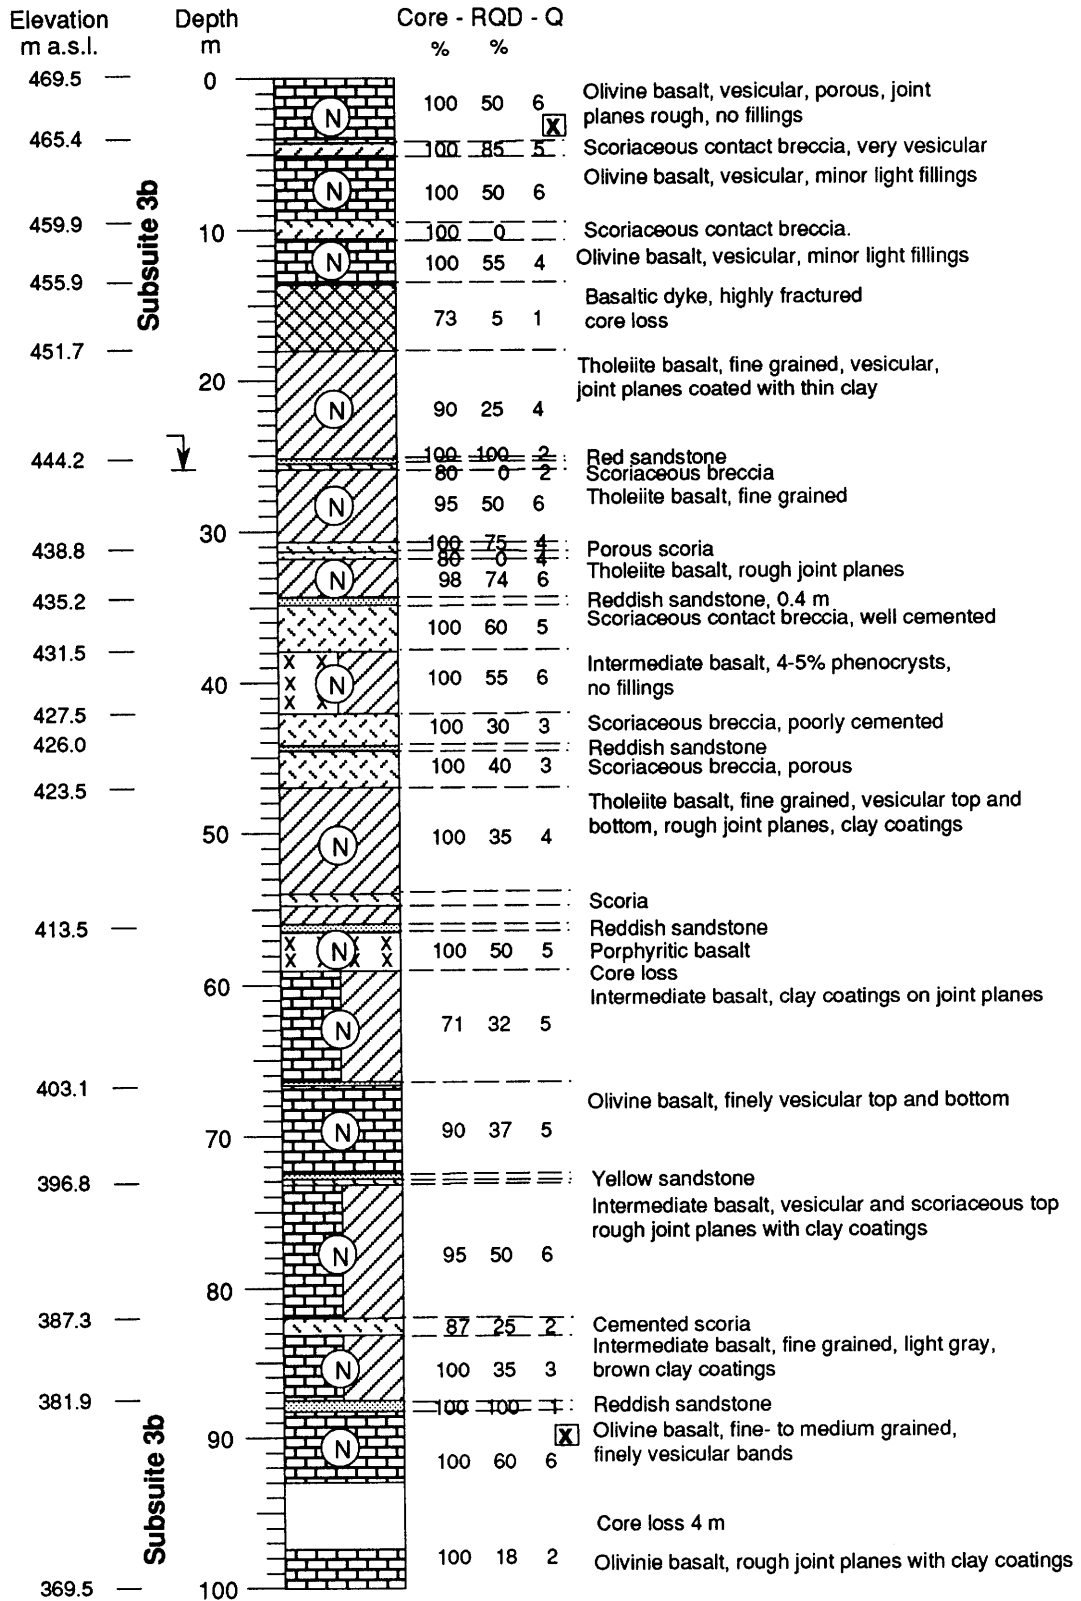 Elevation Depth Core - RQD - Q
m a.s.l. m % %
469.5 0
Olivine basalt, vesicular, porous, joint
N 100 50 6
planes rough, no fillings
X
465.4 100 85 5 Scoriaceous contact breccia, very vesicular
Olivine basalt, vesicular, minor light fillings
N 100 50 6
Subsuite 3b
459.9 10 100 0 Scoriaceous contact breccia.
N 100 55 4 Olivine basalt, vesicular, minor light fillings
455.9
Basaltic dyke, highly fractured
73 5 1 core loss
451.7
Tholeiite basalt, fine grained, vesicular,
20 joint planes coated with thin clay
N 90 25 4
444.2 100 100 2 Red sandstone
80 0 2 Scoriaceous breccia
N 95 50 6 Tholeiite basalt, fine grained
30
100 75 4
438.8 Porous scoria
80 0 4
N 98 74 6 Tholeiite basalt, rough joint planes
435.2 Reddish sandstone, 0.4 m
Scoriaceous contact breccia, well cemented
100 60 5
431.5
x x Intermediate basalt, 4-5% phenocrysts,
40 x N 100 55 6 no fillings
x x
427.5 100 30 3 Scoriaceous breccia, poorly cemented
426.0 Reddish sandstone
100 40 3 Scoriaceous breccia, porous
423.5
Tholeiite basalt, fine grained, vesicular top and
50 N 100 35 4 bottom, rough joint planes, clay coatings
Scoria
413.5 Reddish sandstone
x x x x N 100 50 5 Porphyritic basalt
x x x x Core loss
60 Intermediate basalt, clay coatings on joint planes
N 71 32 5
403.1
Olivine basalt, finely vesicular top and bottom
70 N 90 37 5
396.8 Yellow sandstone
Intermediate basalt, vesicular and scoriaceous top
rough joint planes with clay coatings
N 95 50 6
80
387.3 87 25 2 Cemented scoria
Intermediate basalt, fine grained, light gray,
N 100 35 3 brown clay coatings
381.9 100 100 1 Reddish sandstone
90 N X Olivine basalt, fine- to medium grained,
100 60 6 finely vesicular bands
Subsuite 3b
Core loss 4 m
100 18 2 Olivinie basalt, rough joint planes with clay coatings
369.5 100